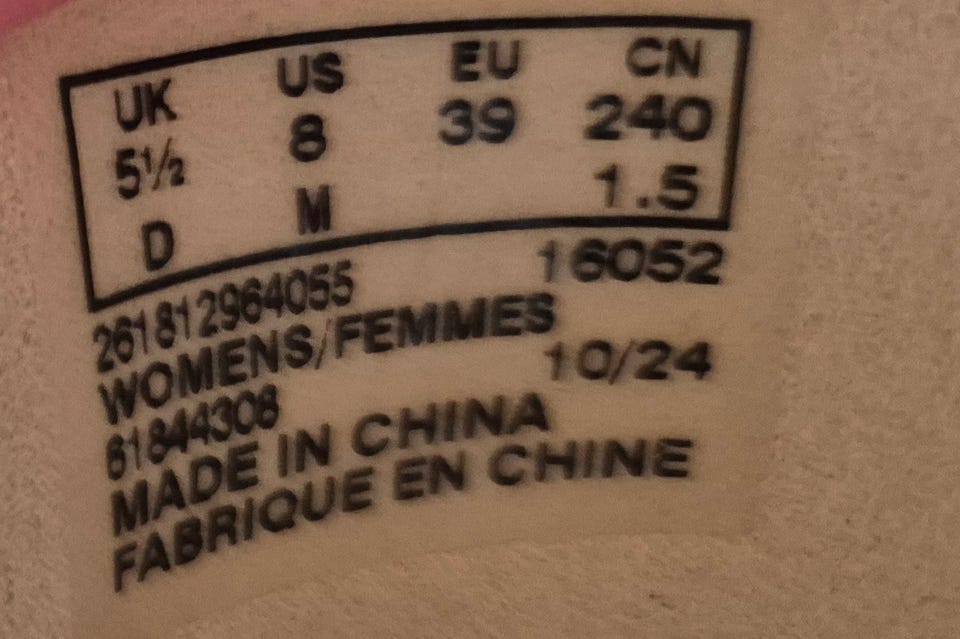 UK US EU CN
5½ 8 39 240
D M 1.5
261812964055 16052
WOMENS/FEMMES
61844308 10/24
MADE IN CHINA
FABRIQUE EN CHINE